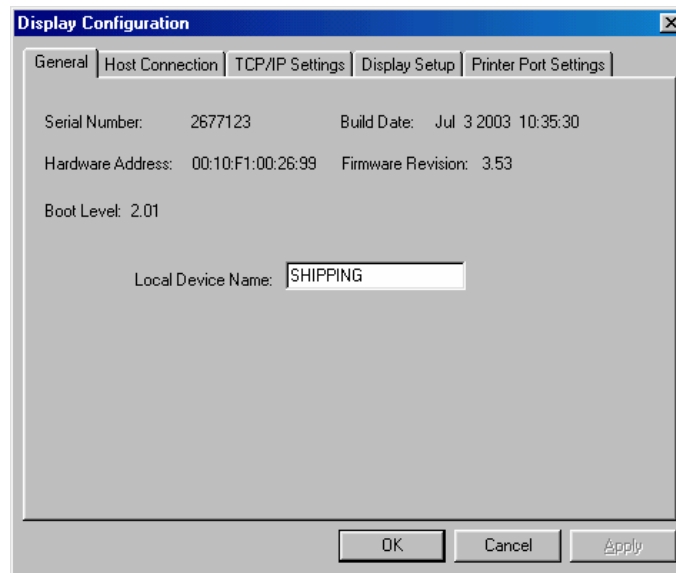 Display Configuration
General Host Connection TCP/IP Settings Display Setup Printer Port Settings
Serial Number: 2677123 Build Date: Jul 3 2003 10:35:30
Hardware Address: 00:10:F1:00:26:99 Firmware Revision: 3.53
Boot Level: 2.01
Local Device Name: SHIPPING
OK Cancel Apply